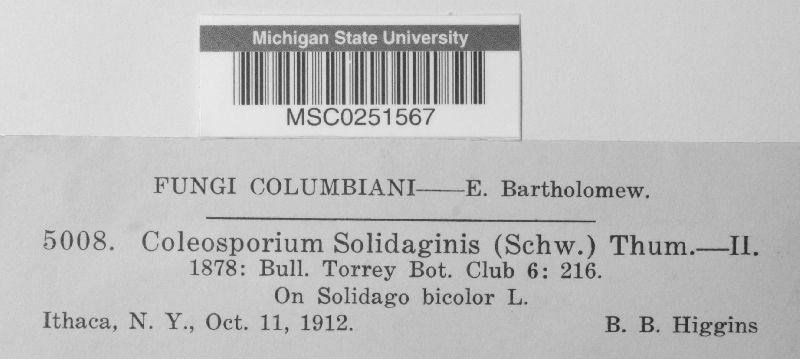 Michigan State University
MSC0251567
FUNGI COLUMBIANI——E. Bartholomew.
5008. Coleosporium Solidaginis (Schw.) Thum.—II.
1878: Bull. Torrey Bot. Club 6: 216.
On Solidago bicolor L.
Ithaca, N. Y., Oct. 11, 1912. B. B. Higgins